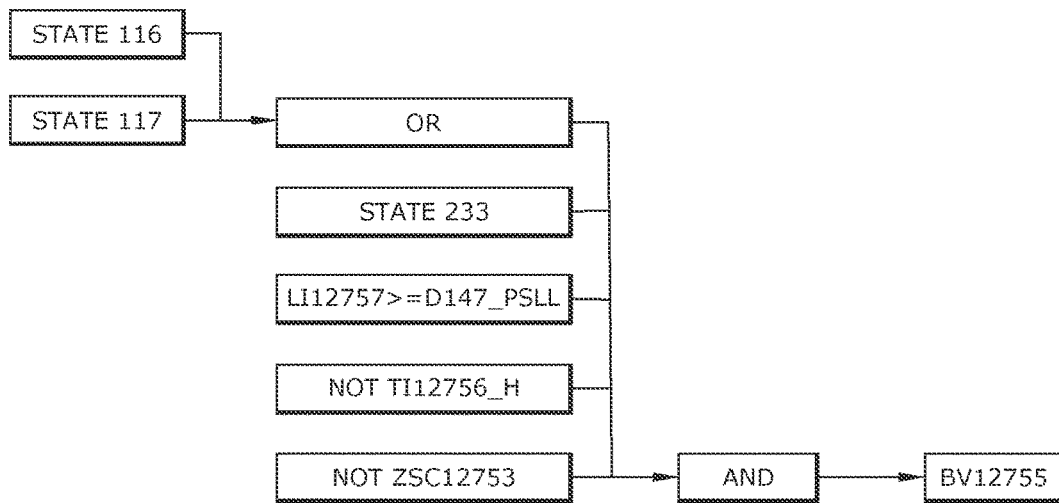 STATE 116
STATE 117
OR
STATE 233
LI12757>=D147_PSLL
NOT TI12756_H
NOT ZSC12753
AND
BV12755